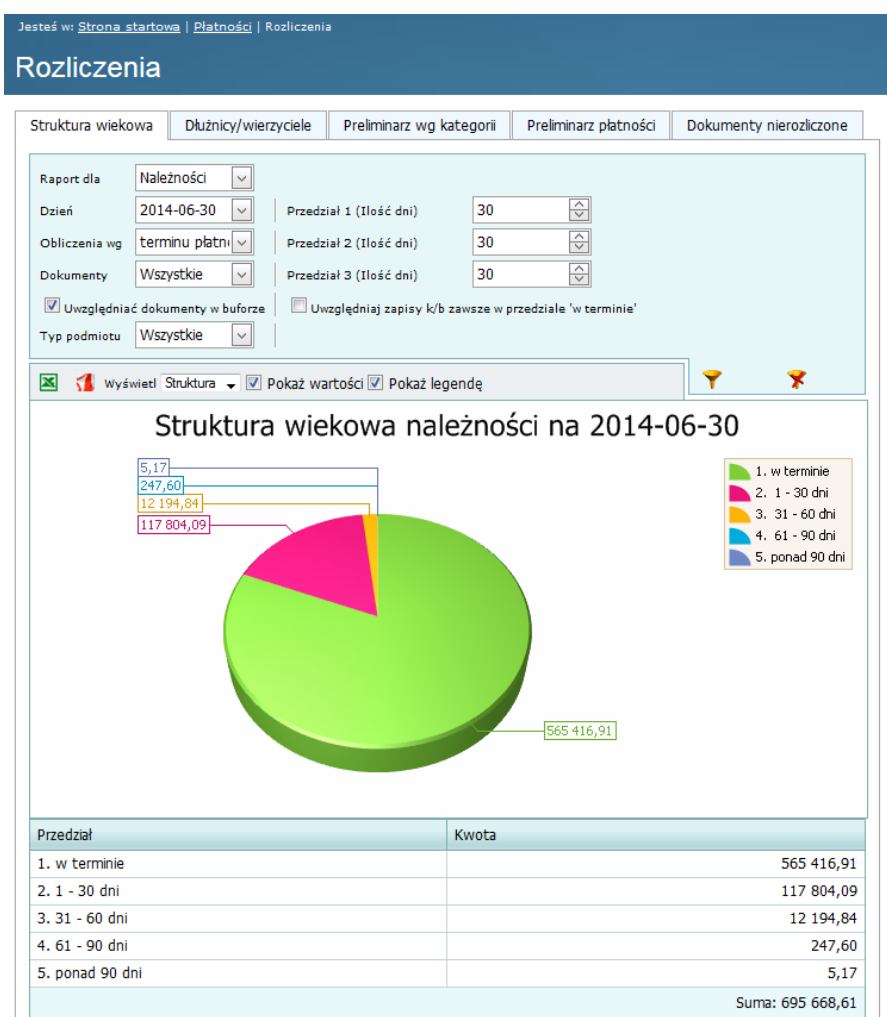 Jesteś w: Strona startowa | Płatności | Rozliczenia
Rozliczenia
Struktura wiekowa Dłużnicy/wierzyciele Preliminarz wg kategorii Preliminarz płatności Dokumenty nierozliczone
Raport dla Należności
Dzień 2014-06-30 Przedział 1 (Ilość dni) 30
Obliczenia wg terminu płatn Przedział 2 (Ilość dni) 30
Dokumenty Wszystkie Przedział 3 (Ilość dni) 30
Uwzględniać dokumenty w buforze Uwzględniaj zapisy k/b zawsze w przedziale 'w terminie'
Typ podmiotu Wszystkie
Wyświetl Struktura Pokaż wartości Pokaż legendę
Struktura wiekowa należności na 2014-06-30
5,17
247,60
12 194,84
117 804,09
565 416,91
1. w terminie
2. 1 - 30 dni
3. 31 - 60 dni
4. 61 - 90 dni
5. ponad 90 dni
Przedział Kwota
1. w terminie 565 416,91
2. 1 - 30 dni 117 804,09
3. 31 - 60 dni 12 194,84
4. 61 - 90 dni 247,60
5. ponad 90 dni 5,17
Suma: 695 668,61